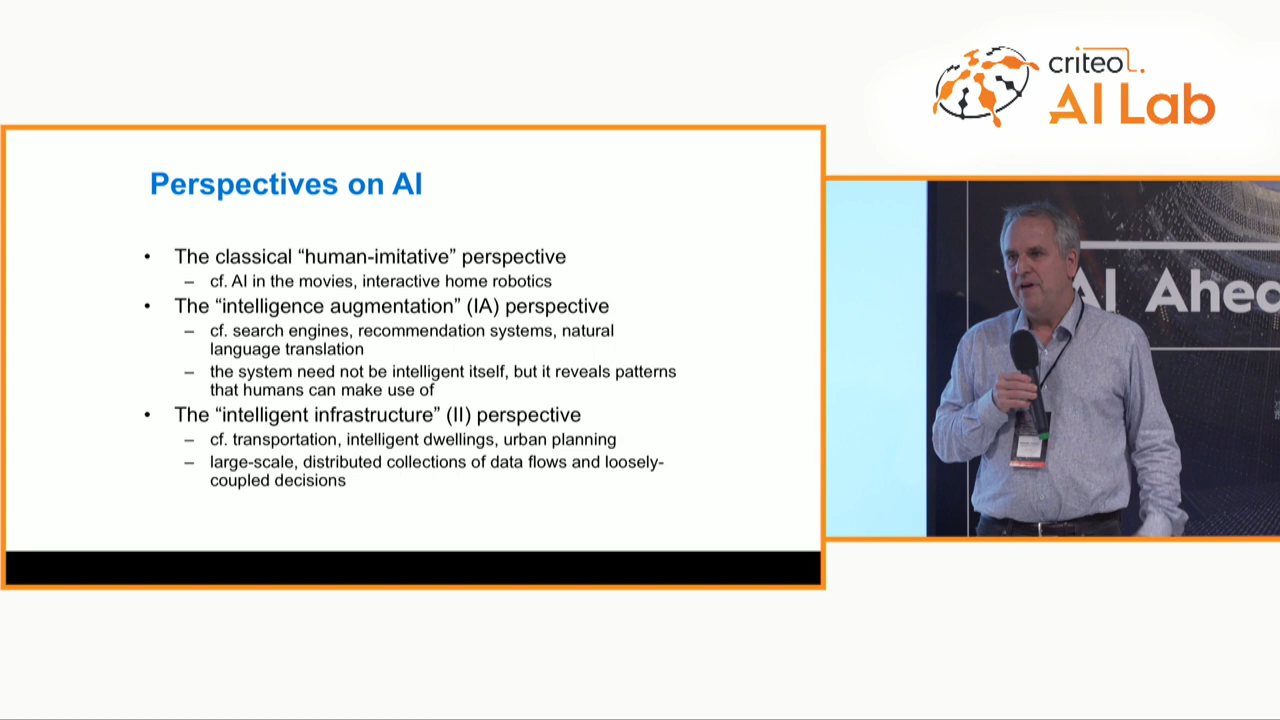 criteo
AI Lab
Perspectives on AI
• The classical “human-imitative” perspective
– cf. AI in the movies, interactive home robotics
• The “intelligence augmentation” (IA) perspective
– cf. search engines, recommendation systems, natural
language translation
– the system need not be intelligent itself, but it reveals patterns
that humans can make use of
• The “intelligent infrastructure” (II) perspective
– cf. transportation, intelligent dwellings, urban planning
– large-scale, distributed collections of data flows and loosely-
coupled decisions
AI Ahea